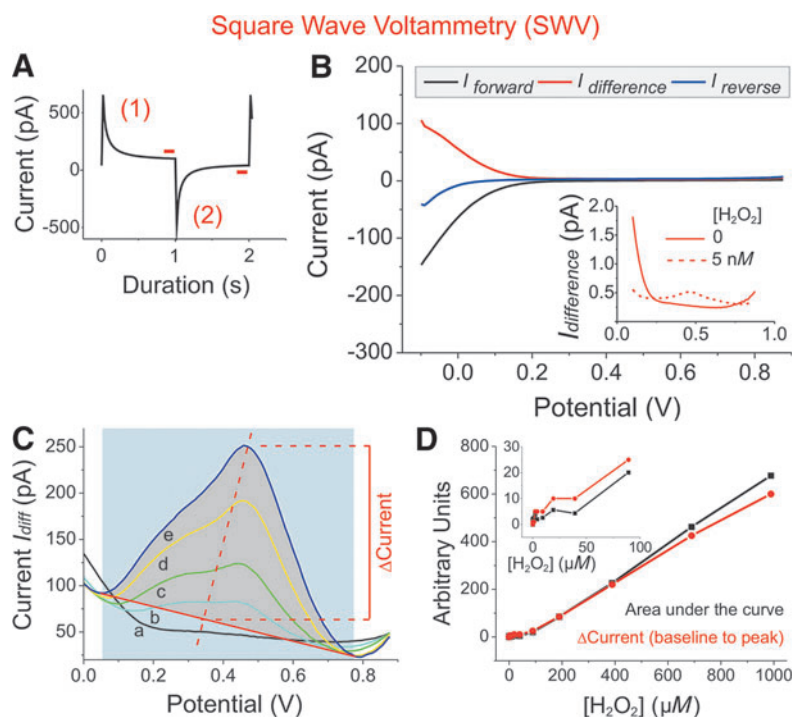 Square Wave Voltammetry (SWV)
A
Current (pA)
500
0
-500
(1)
(2)
0 1 2
Duration (s)
B
I forward I difference I reverse
Current (pA)
200
100
0
-100
-200
-300
0.0 0.2 0.4 0.6 0.8
Potential (V)
Idifference (pA)
2.0
1.5
1.0
0.5
0.0 0.5 1.0
[H2O2]
0
5 nM
C
Current Idiff (pA)
250
200
150
100
50
e
d
c
b
a
ΔCurrent
0.0 0.2 0.4 0.6 0.8
Potential (V)
D
Arbitrary Units
800
600
400
200
0
30
20
10
0
0 50 100
[H2O2] (µM)
Area under the curve
ΔCurrent (baseline to peak)
0 200 400 600 800 1000
[H2O2] (µM)